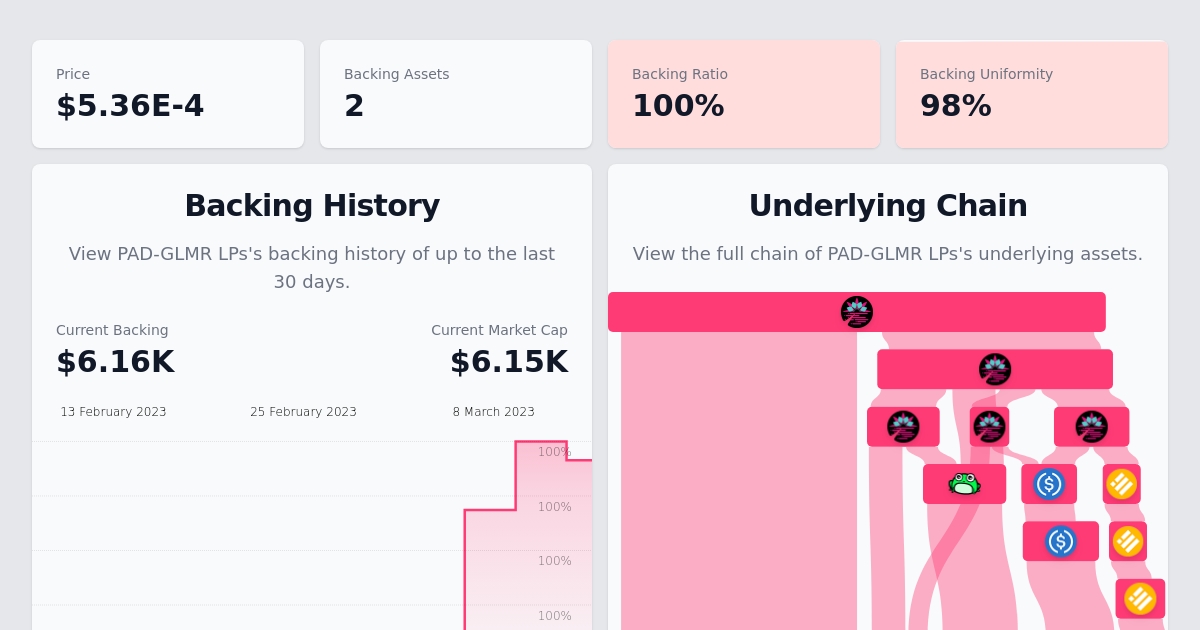 Price
$5.36E-4
Backing Assets
2
Backing Ratio
100%
Backing Uniformity
98%
Backing History
View PAD-GLMR LPs's backing history of up to the last
30 days.
Current Backing
$6.16K
Current Market Cap
$6.15K
13 February 2023
25 February 2023
8 March 2023
100%
100%
100%
100%
Underlying Chain
View the full chain of PAD-GLMR LPs's underlying assets.